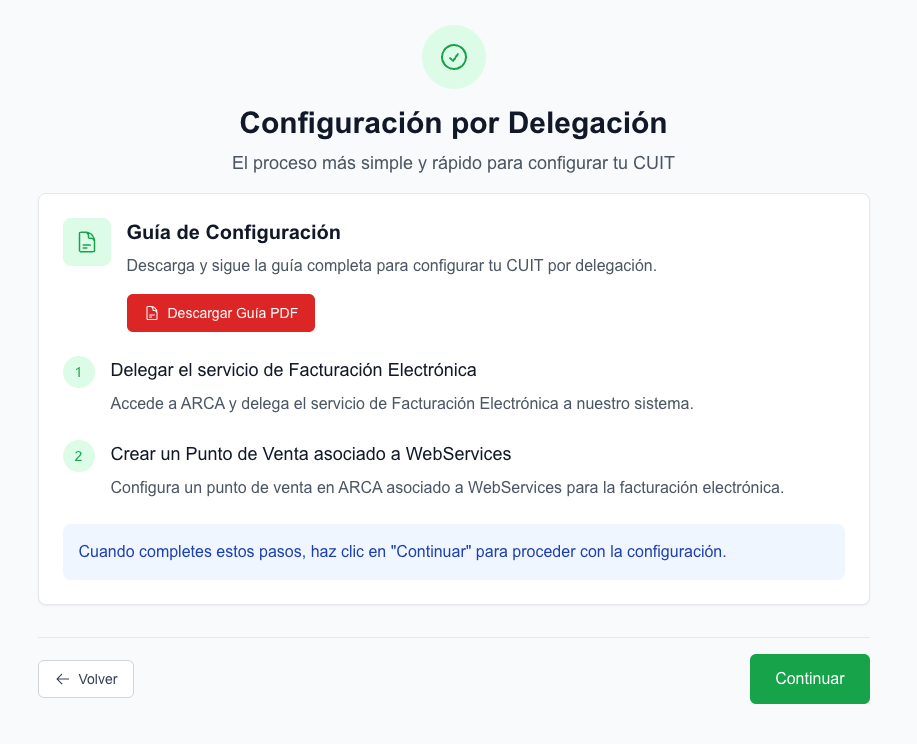 Configuración por Delegación
El proceso más simple y rápido para configurar tu CUIT
Guía de Configuración
Descarga y sigue la guía completa para configurar tu CUIT por delegación.
Descargar Guía PDF
1
Delegar el servicio de Facturación Electrónica
Accede a ARCA y delega el servicio de Facturación Electrónica a nuestro sistema.
2
Crear un Punto de Venta asociado a WebServices
Configura un punto de venta en ARCA asociado a WebServices para la facturación electrónica.
Cuando completes estos pasos, haz clic en "Continuar" para proceder con la configuración.
Volver
Continuar